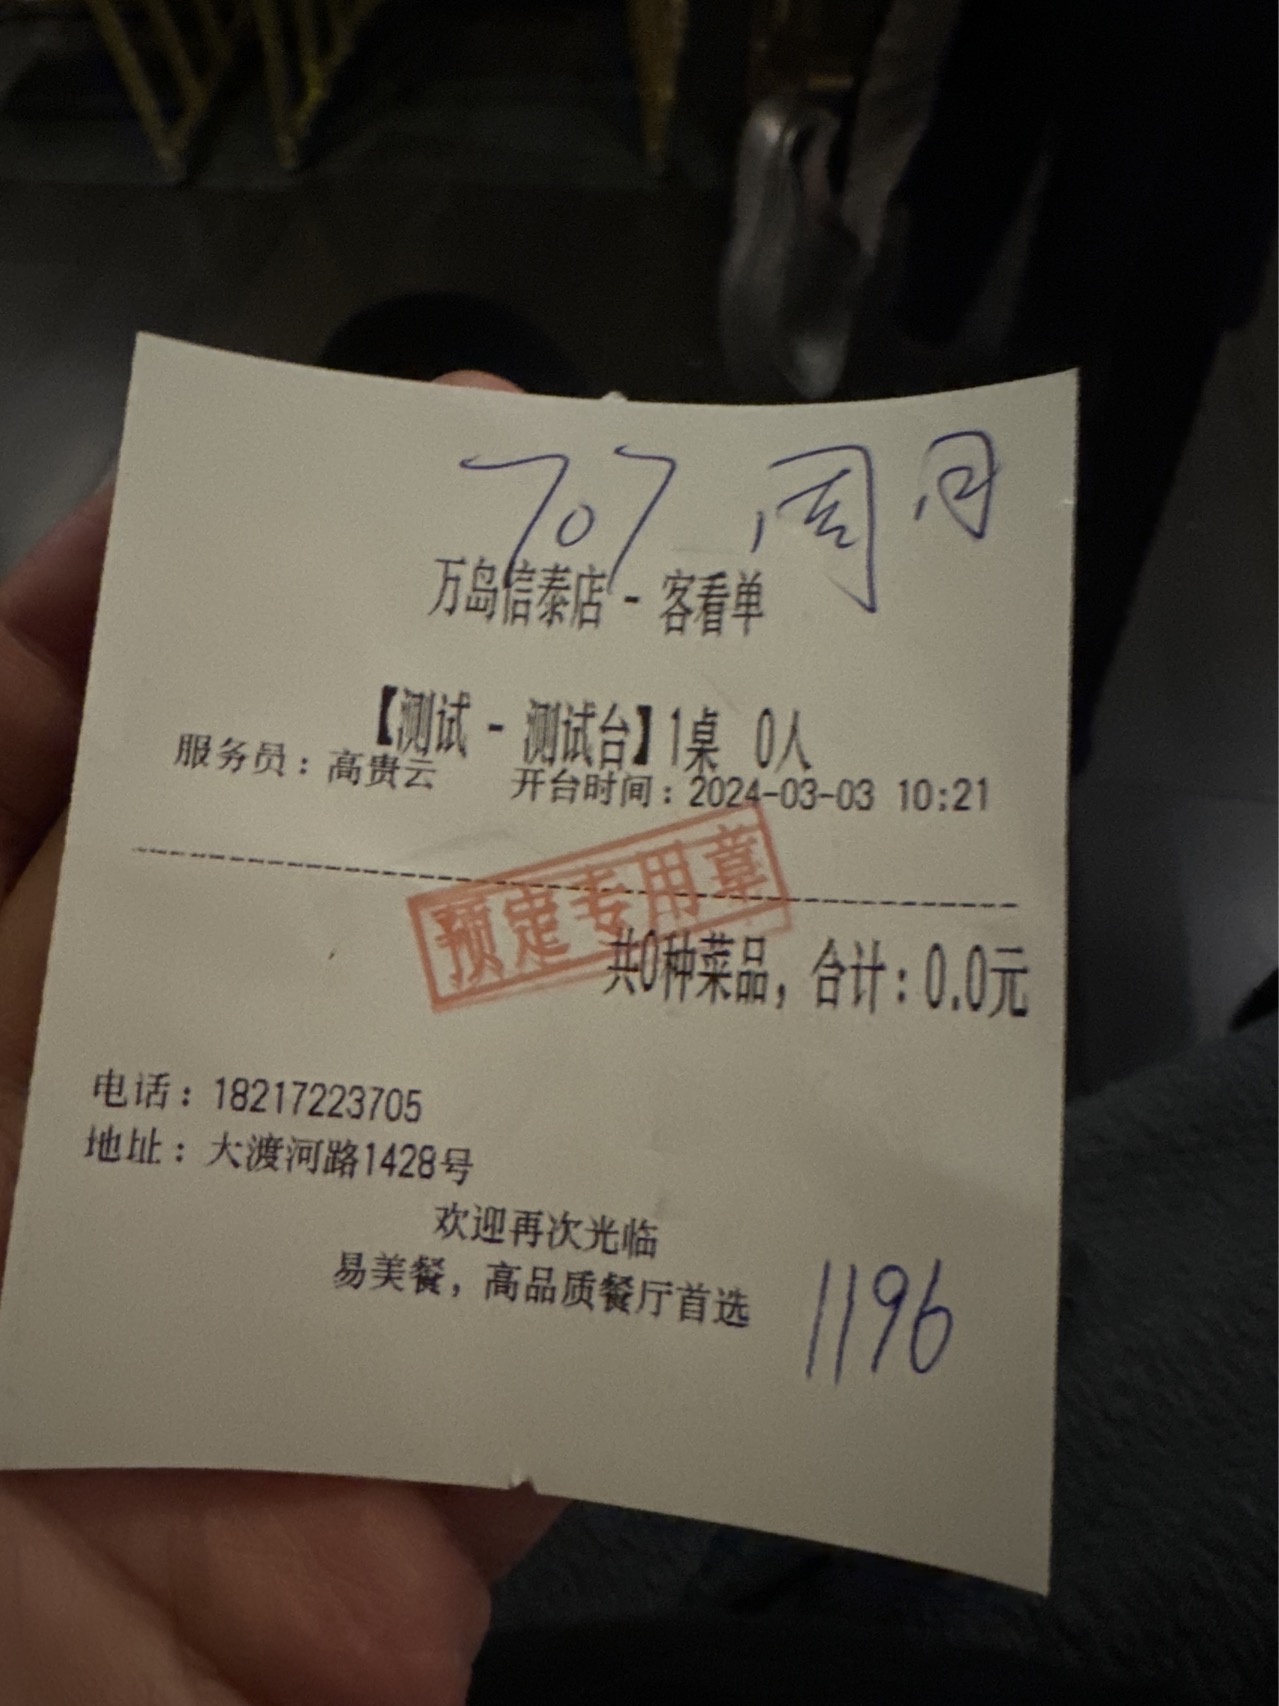 707 周月
万岛信泰店 - 客看单
【测试 - 测试台】1桌 0人
服务员：高贵云 开台时间：2024-03-03 10:21
预定专用章
共0种菜品，合计：0.0元
电话：18217223705
地址：大渡河路1428号
欢迎再次光临
易美餐，高品质餐厅首选
1196